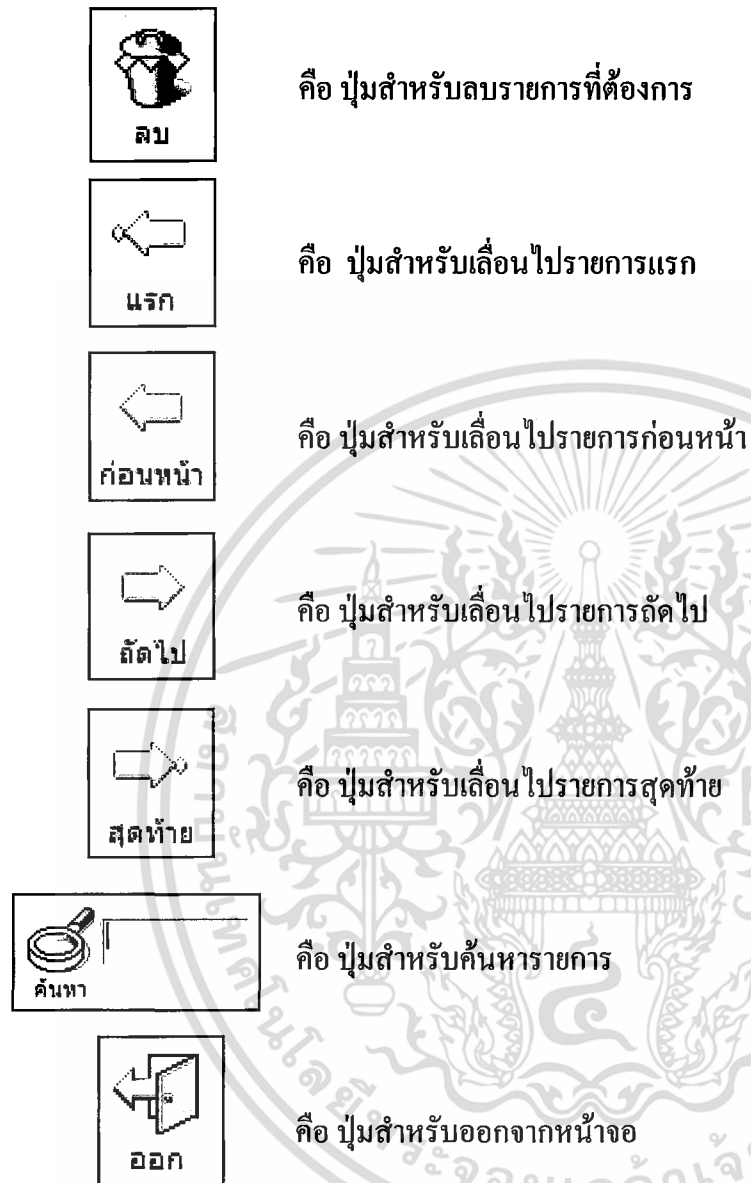 คือ ปุ่มสำหรับลบรายการที่ต้องการ
ลบ
คือ ปุ่มสำหรับเลื่อนไปรายการแรก
แรก
คือ ปุ่มสำหรับเลื่อนไปรายการก่อนหน้า
ก่อนหน้า
คือ ปุ่มสำหรับเลื่อนไปรายการถัดไป
ถัดไป
คือ ปุ่มสำหรับเลื่อนไปรายการสุดท้าย
สุดท้าย
คือ ปุ่มสำหรับค้นหารายการ
ค้นหา
คือ ปุ่มสำหรับออกจากหน้าจอ
ออก